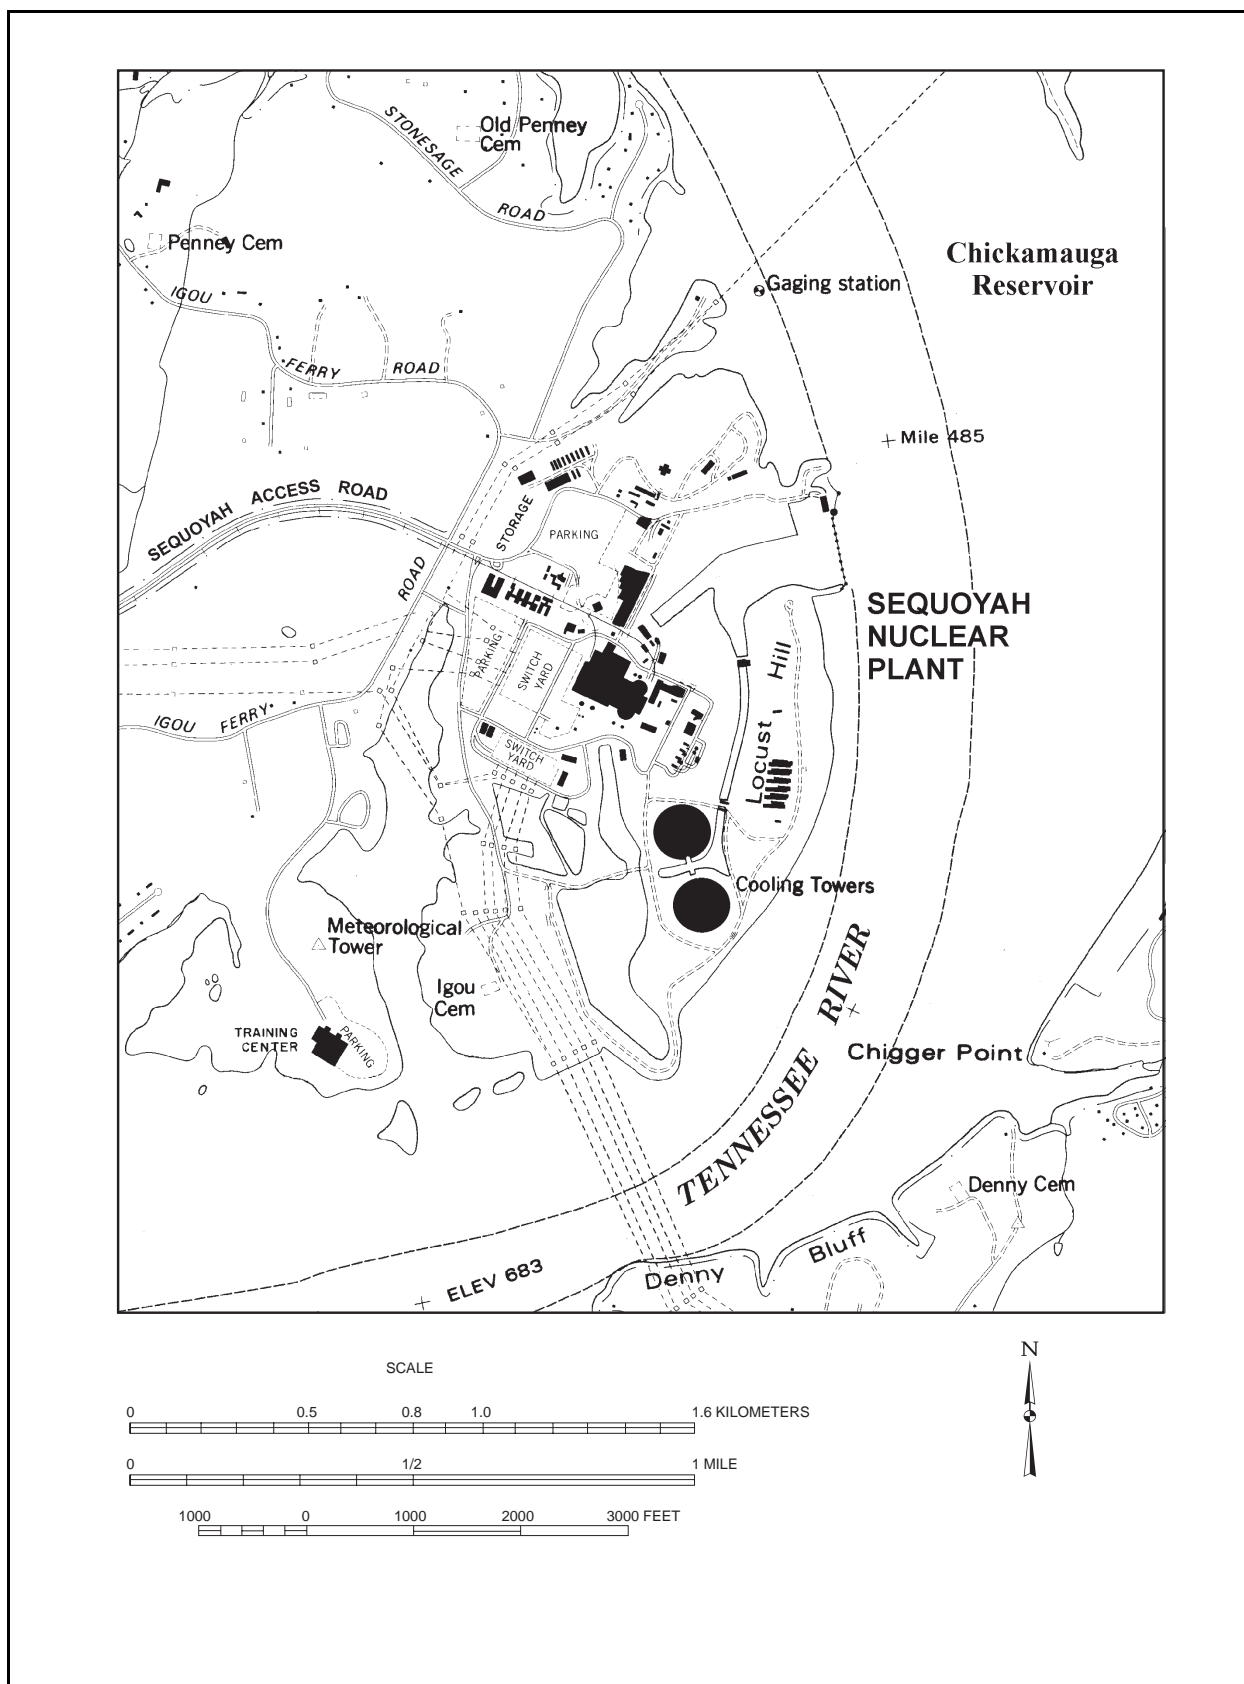 STONESAGE
ROAD
Old Penney
Cem
Penney Cem
IGOU
FERRY
ROAD
Chickamauga
Reservoir
Gaging station
Mile 485
SEQUOYAH
ACCESS
ROAD
STORAGE
PARKING
ROAD
SEQUOYAH
NUCLEAR
PLANT
PARKING
SWITCH
YARD
Locust
Hill
IGOU
FERRY
SWITCH
YARD
Cooling Towers
Meteorological
Tower
Igou
Cem
TRAINING
CENTER
PARKING
TENNESSEE
RIVER
Chigger Point
Denny Cem
Denny
Bluff
ELEV 683
SCALE
0 0.5 0.8 1.0 1.6 KILOMETERS
0 1/2 1 MILE
1000 0 1000 2000 3000 FEET
N